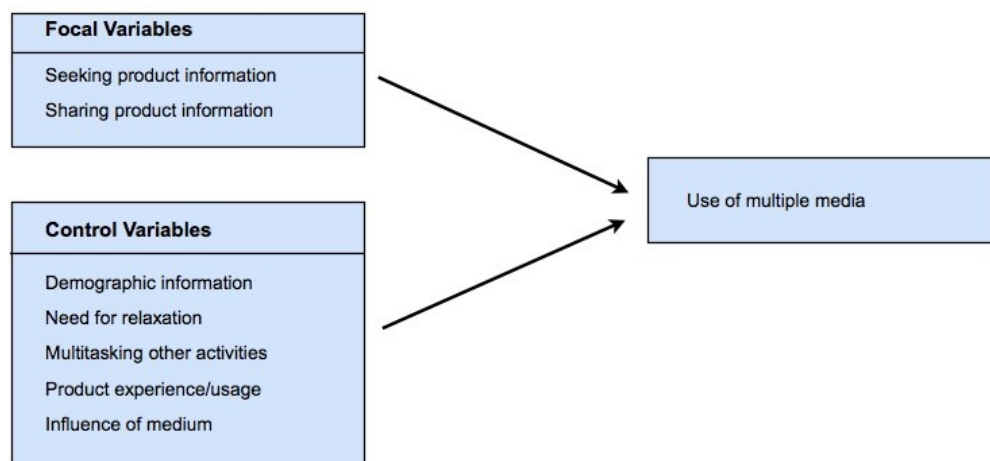 Focal Variables
Seeking product information
Sharing product information
Use of multiple media
Control Variables
Demographic information
Need for relaxation
Multitasking other activities
Product experience/usage
Influence of medium